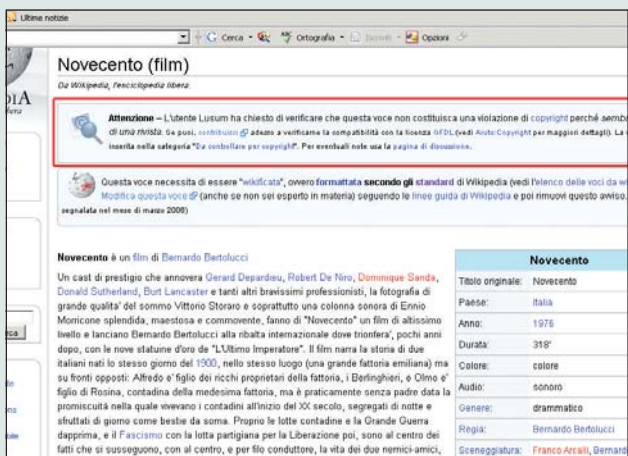 Ultime notizie
Cerca
Ortografia
Opzioni
Novecento (film)
Da Wikipedia, l'enciclopedia libera.
DIA
Attenzione – L'utente Lusum ha chiesto di verificare che questa voce non costituisca una violazione di copyright perché
di una rivista. Se puoi, contribuisci adesso a verificarne la compatibilità con la licenza GFDL (vedi Aiuto:Copyright per maggiori dettagli). La
inserita nella categoria "Da controllare per copyright". Per eventuali note usa la pagina di discussione.
Questa voce necessita di essere "wikificata", ovvero formattata secondo gli standard di Wikipedia (vedi l'elenco delle voci da
Modifica questa voce (anche se non sei esperto in materia) seguendo le linee guida di Wikipedia e poi rimuovi questo avviso.
segnalata nel mese di marzo 2006)
Novecento è un film di Bernardo Bertolucci
Un cast di prestigio che annovera Gerard Depardieu, Robert De Niro, Dominique Sanda,
Donald Sutherland, Burt Lancaster e tanti altri bravissimi professionisti, la fotografia di
grande qualita' del sommo Vittorio Storaro e soprattutto una colonna sonora di Ennio
Morricone splendida, maestosa e commovente, fanno di "Novecento" un film di altissimo
livello e lanciano Bernardo Bertolucci alla ribalta internazionale dove trionfera', pochi anni
dopo, con le nove statuine d'oro de "L'Ultimo Imperatore". Il film narra la storia di due
italiani nati lo stesso giorno del 1900, nello stesso luogo (una grande fattoria emiliana) ma
su fronti opposti: Alfredo e' figlio dei ricchi proprietari della fattoria, i Berlinghieri, e Olmo e'
figlio di Rosina, contadina della medesima fattoria, ma è praticamente senza padre data la
promiscuità nella quale vivevano i contadini all'inizio del XX secolo, segregati di notte e
sfruttati di giorno come bestie da soma. Proprio le lotte contadine e la Grande Guerra
dapprima, e il Fascismo con la lotta partigiana per la Liberazione poi, sono al centro dei
fatti che si susseguono, con al centro, e per filo conduttore, la vita dei due nemici-amici,
Novecento
Titolo originale: Novecento
Paese: Italia
Anno: 1976
Durata: 318'
Colore: colore
Audio: sonoro
Genere: drammatico
Regia: Bernardo Bertolucci
Sceneggiatura: Franco Arcalli, Bernard